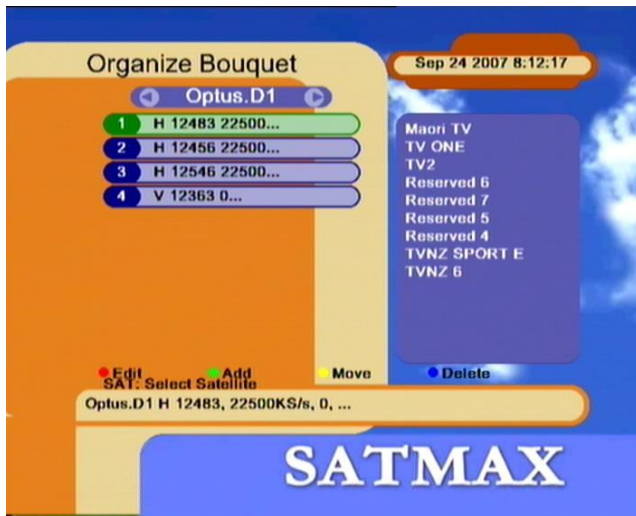 Organize Bouquet
Sep 24 2007 8:12:17
Optus.D1
1 H 12483 22500...
2 H 12456 22500...
3 H 12546 22500...
4 V 12363 0...
Maori TV
TV ONE
TV2
Reserved 6
Reserved 7
Reserved 5
Reserved 4
TVNZ SPORT E
TVNZ 6
Edit Add Move Delete
SAT: Select Satellite
Optus.D1 H 12483, 22500KS/s, 0, ...
SATMAX